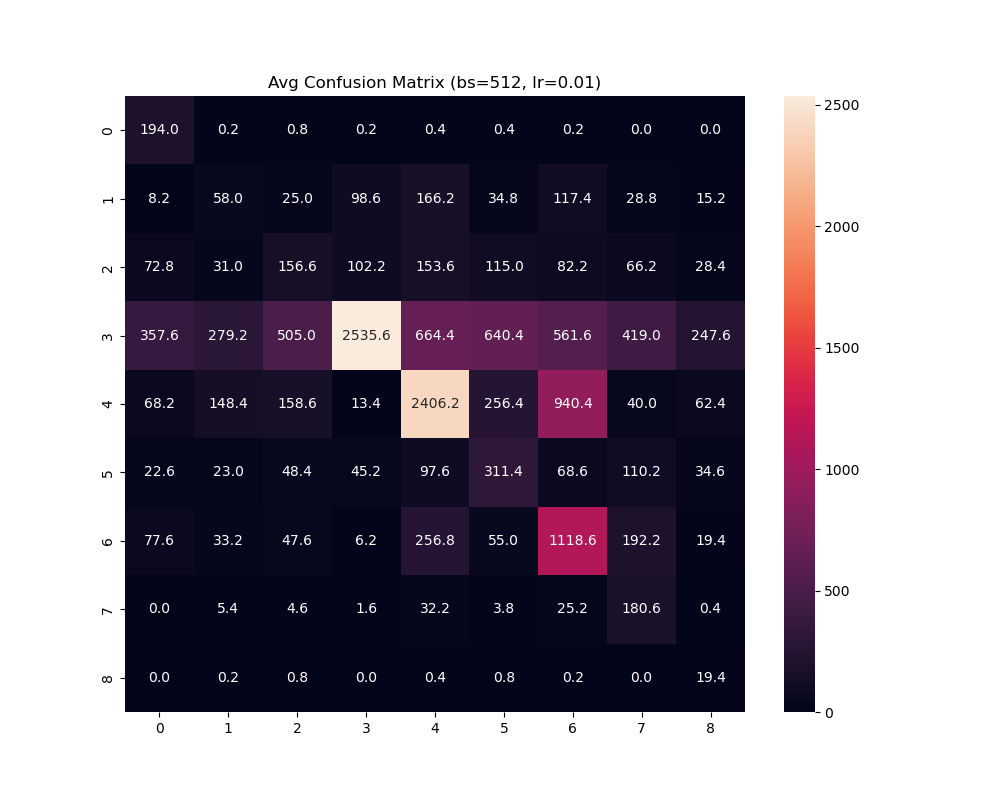 Avg Confusion Matrix (bs=512, lr=0.01)
0 194.0 0.2 0.8 0.2 0.4 0.4 0.2 0.0 0.0
1 8.2 58.0 25.0 98.6 166.2 34.8 117.4 28.8 15.2
2 72.8 31.0 156.6 102.2 153.6 115.0 82.2 66.2 28.4
3 357.6 279.2 505.0 2535.6 664.4 640.4 561.6 419.0 247.6
4 68.2 148.4 158.6 13.4 2406.2 256.4 940.4 40.0 62.4
5 22.6 23.0 48.4 45.2 97.6 311.4 68.6 110.2 34.6
6 77.6 33.2 47.6 6.2 256.8 55.0 1118.6 192.2 19.4
7 0.0 5.4 4.6 1.6 32.2 3.8 25.2 180.6 0.4
8 0.0 0.2 0.8 0.0 0.4 0.8 0.2 0.0 19.4
0 1 2 3 4 5 6 7 8
2500
2000
1500
1000
500
0